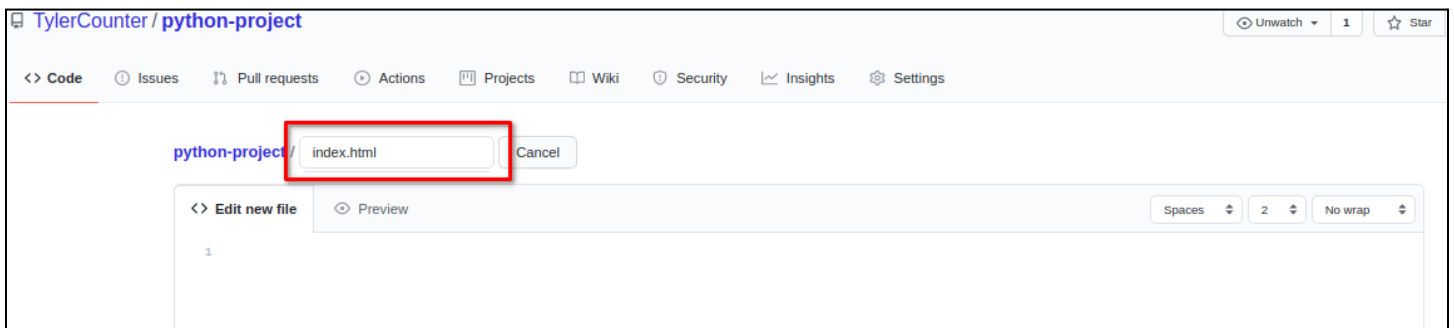 TylerCounter / python-project
Unwatch 1 Star
<> Code Issues Pull requests Actions Projects Wiki Security Insights Settings
python-project / index.html Cancel
<> Edit new file Preview Spaces 2 No wrap
1